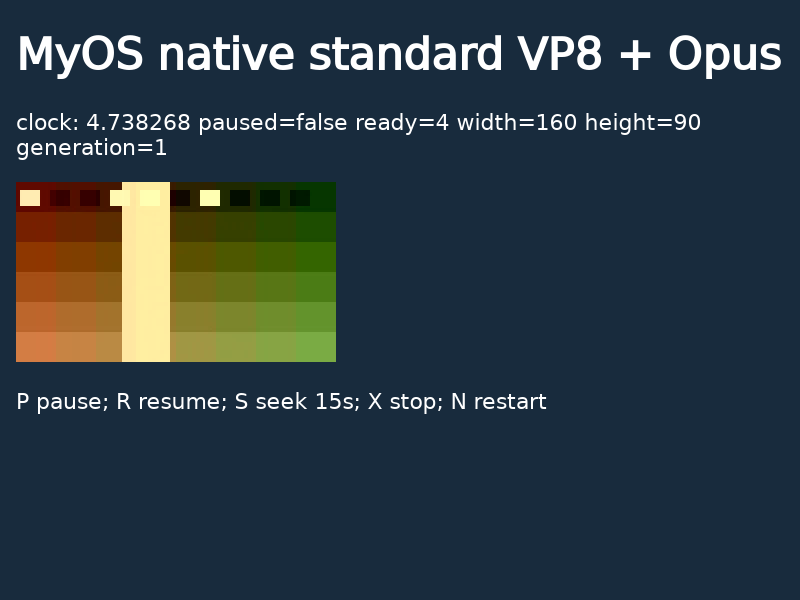 MyOS native standard VP8 + Opus
clock: 4.738268 paused=false ready=4 width=160 height=90
generation=1
P pause; R resume; S seek 15s; X stop; N restart